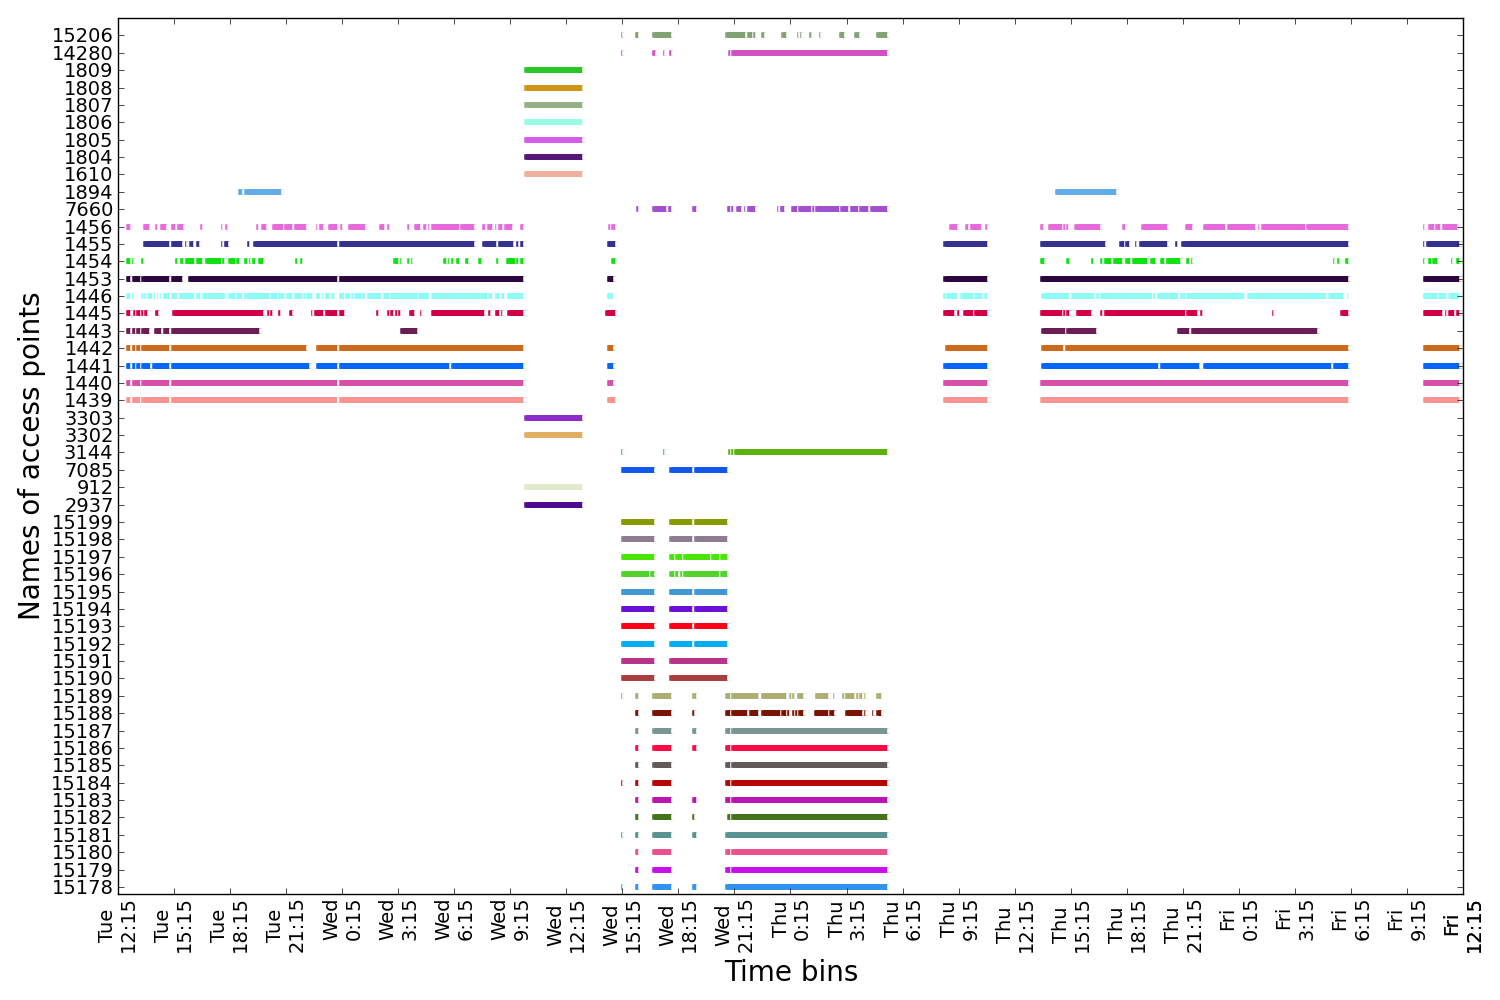 15206
14280
1809
1808
1807
1806
1805
1804
1610
1894
7660
1456
1455
1454
1453
1446
1445
1443
1442
1441
1440
1439
3303
3302
3144
7085
912
2937
15199
15198
15197
15196
15195
15194
15193
15192
15191
15190
15189
15188
15187
15186
15185
15184
15183
15182
15181
15180
15179
15178
Names of access points
Tue
12:15
Tue
15:15
Tue
18:15
Tue
21:15
Wed
0:15
Wed
3:15
Wed
6:15
Wed
9:15
Wed
12:15
Wed
15:15
Wed
18:15
Wed
21:15
Thu
0:15
Thu
3:15
Thu
6:15
Thu
9:15
Thu
12:15
Thu
15:15
Thu
18:15
Thu
21:15
Fri
0:15
Fri
3:15
Fri
6:15
Fri
9:15
Fri
12:15
Time bins